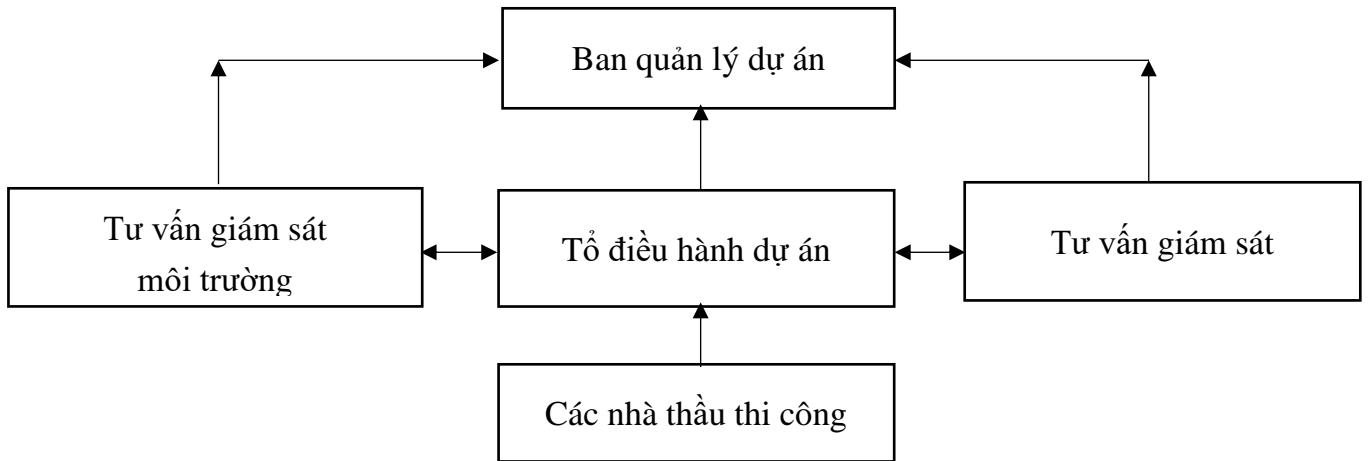 Ban quản lý dự án
Tư vấn giám sát
môi trường
Tổ điều hành dự án
Tư vấn giám sát
Các nhà thầu thi công